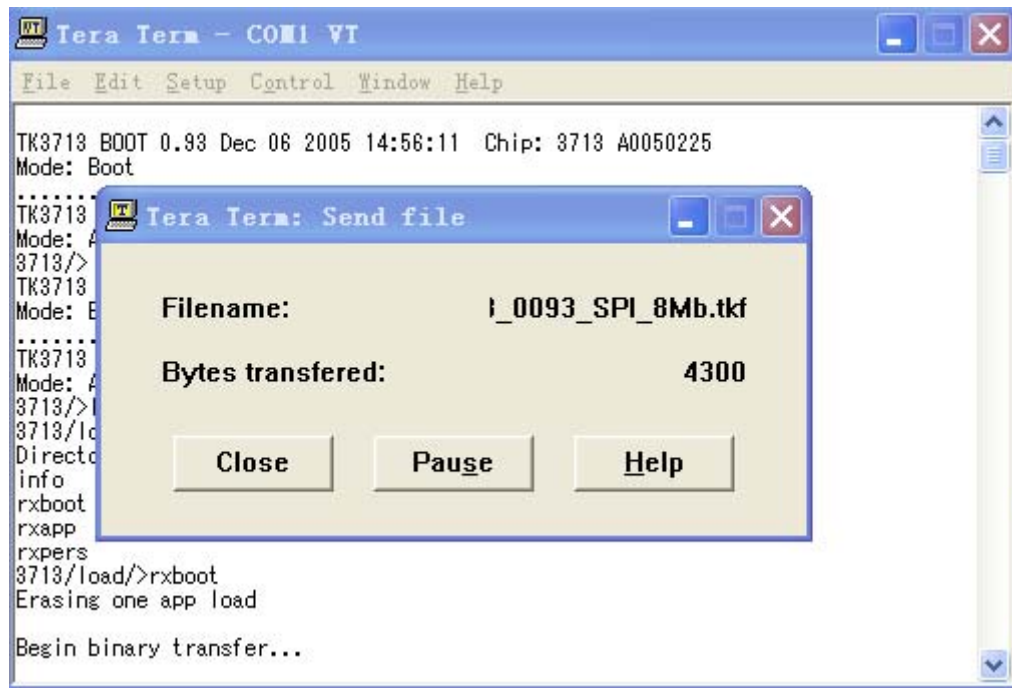 Tera Term - COM1 VT
File Edit Setup Control Window Help
TK3713 BOOT 0.93 Dec 06 2005 14:56:11 Chip: 3713 A0050225
Mode: Boot
........
TK3713
Mode:
3713/>
TK3713
Mode:
........
TK3713
Mode:
3713/>
3713/
info
rxboot
rxapp
rxpers
3713/load/>rxboot
Erasing one app load
Begin binary transfer...
Tera Term: Send file
Filename: _0093_SPI_8Mb.tkf
Bytes transfered: 4300
Close Pause Help